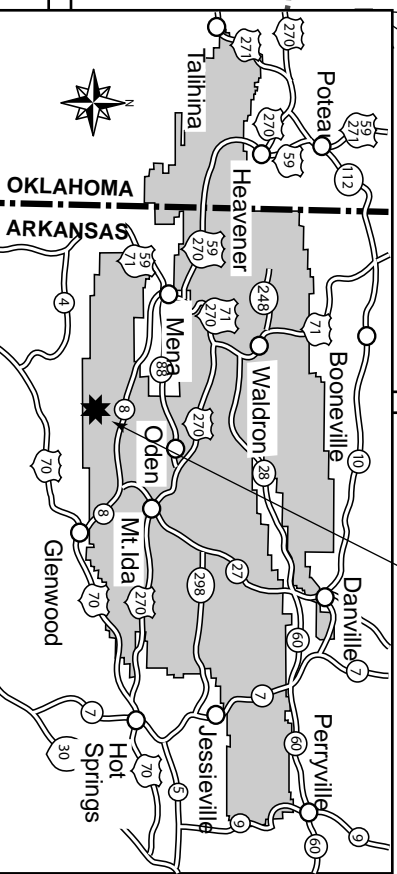 270
271
Talihina
N
Poteau
59
271
270
59
Heavener
112
OKLAHOMA
ARKANSAS
59
270
59
71
4
Mena
71
270
248
71
Waldron
Booneville
88
8
Oden
270
28
10
70
8
Mt.Ida
Glenwood
70
270
298
27
Danville
60
7
7
Jessieville
60
Perryville
9
60
9
5
Hot
Springs
70
7
30